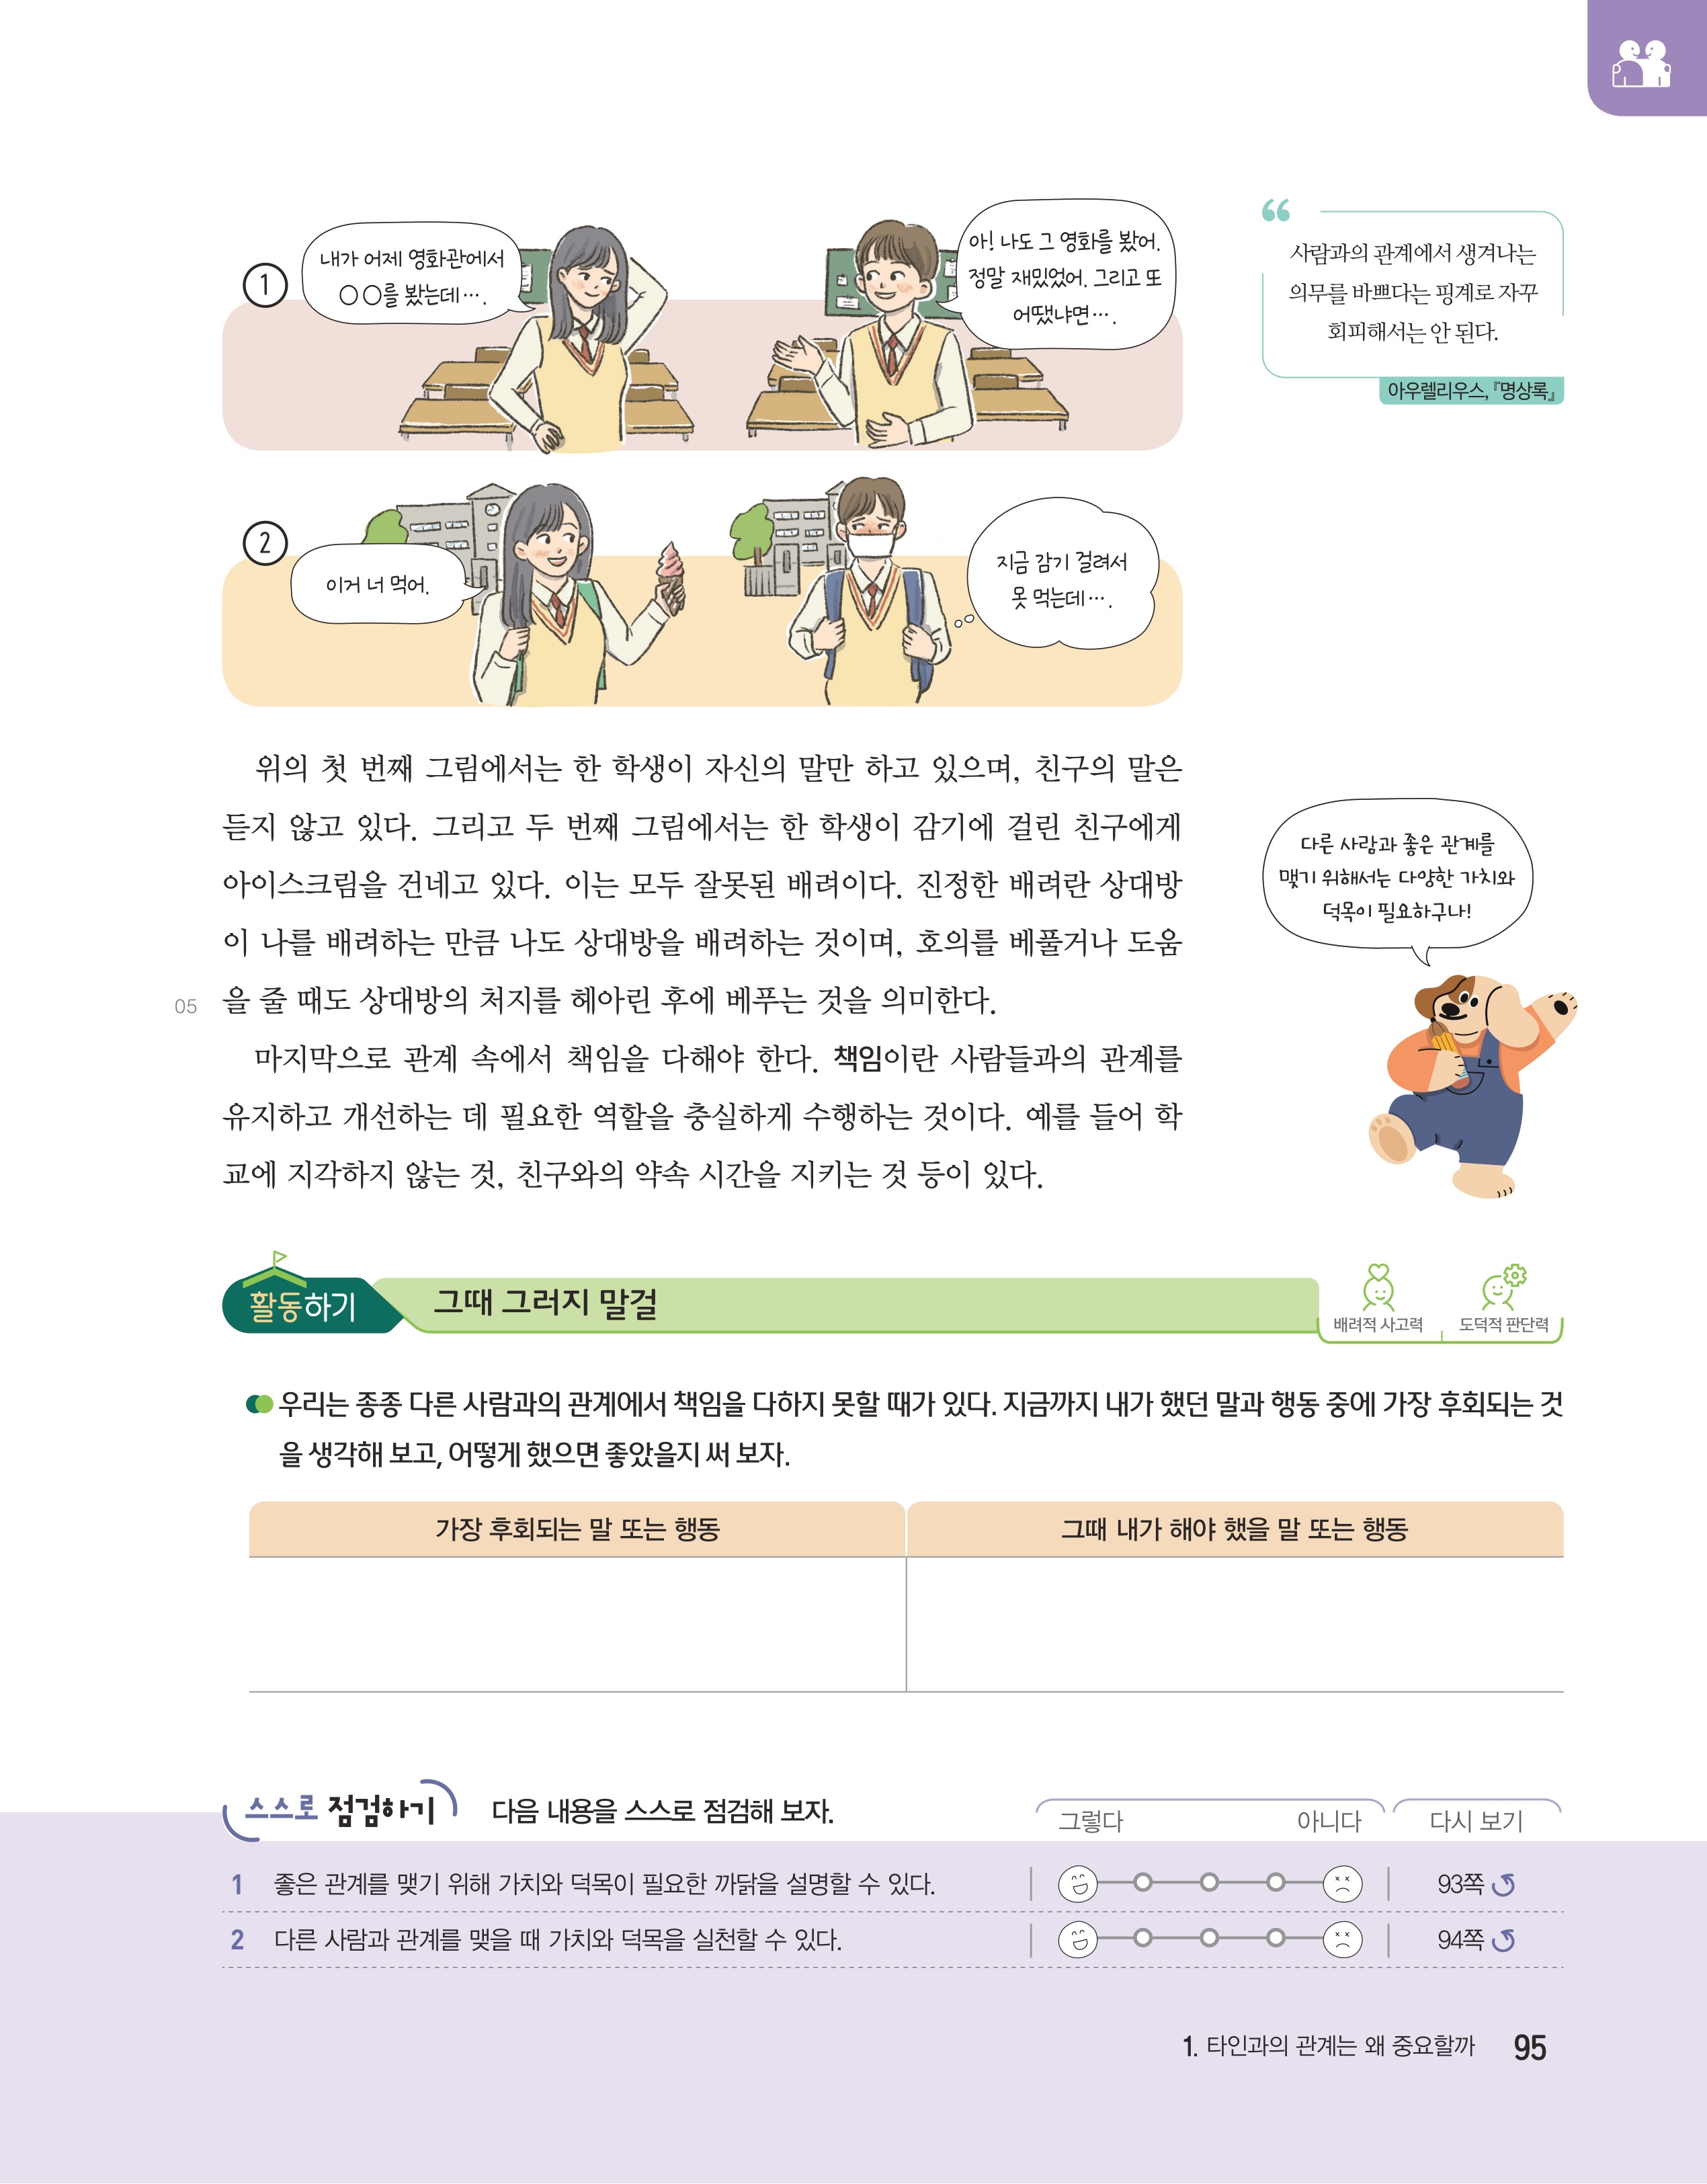 1
내가 어제 영화관에서
○○를 봤는데….
아! 나도 그 영화를 봤어.
정말 재밌었어. 그리고 또
어땠냐면….
“
사람과의 관계에서 생겨나는
의무를 바쁘다는 핑계로 자꾸
회피해서는 안 된다.
아우렐리우스, 『명상록』
2
이거 너 먹어.
지금 감기 걸려서
못 먹는데….
위의 첫 번째 그림에서는 한 학생이 자신의 말만 하고 있으며, 친구의 말은
듣지 않고 있다. 그리고 두 번째 그림에서는 한 학생이 감기에 걸린 친구에게
아이스크림을 건네고 있다. 이는 모두 잘못된 배려이다. 진정한 배려란 상대방
이 나를 배려하는 만큼 나도 상대방을 배려하는 것이며, 호의를 베풀거나 도움
05 을 줄 때도 상대방의 처지를 헤아린 후에 베푸는 것을 의미한다.
마지막으로 관계 속에서 책임을 다해야 한다. 책임이란 사람들과의 관계를
유지하고 개선하는 데 필요한 역할을 충실하게 수행하는 것이다. 예를 들어 학
교에 지각하지 않는 것, 친구와의 약속 시간을 지키는 것 등이 있다.
다른 사람과 좋은 관계를
맺기 위해서는 다양한 가치와
덕목이 필요하구나!
활동하기 그때 그러지 말걸
배려적 사고력 도덕적 판단력
우리는 종종 다른 사람과의 관계에서 책임을 다하지 못할 때가 있다. 지금까지 내가 했던 말과 행동 중에 가장 후회되는 것
을 생각해 보고, 어떻게 했으면 좋았을지 써 보자.
가장 후회되는 말 또는 행동 그때 내가 해야 했을 말 또는 행동
스스로 점검하기 다음 내용을 스스로 점검해 보자. 그렇다 아니다 다시 보기
1 좋은 관계를 맺기 위해 가치와 덕목이 필요한 까닭을 설명할 수 있다. 93쪽
2 다른 사람과 관계를 맺을 때 가치와 덕목을 실천할 수 있다. 94쪽
1. 타인과의 관계는 왜 중요할까 95